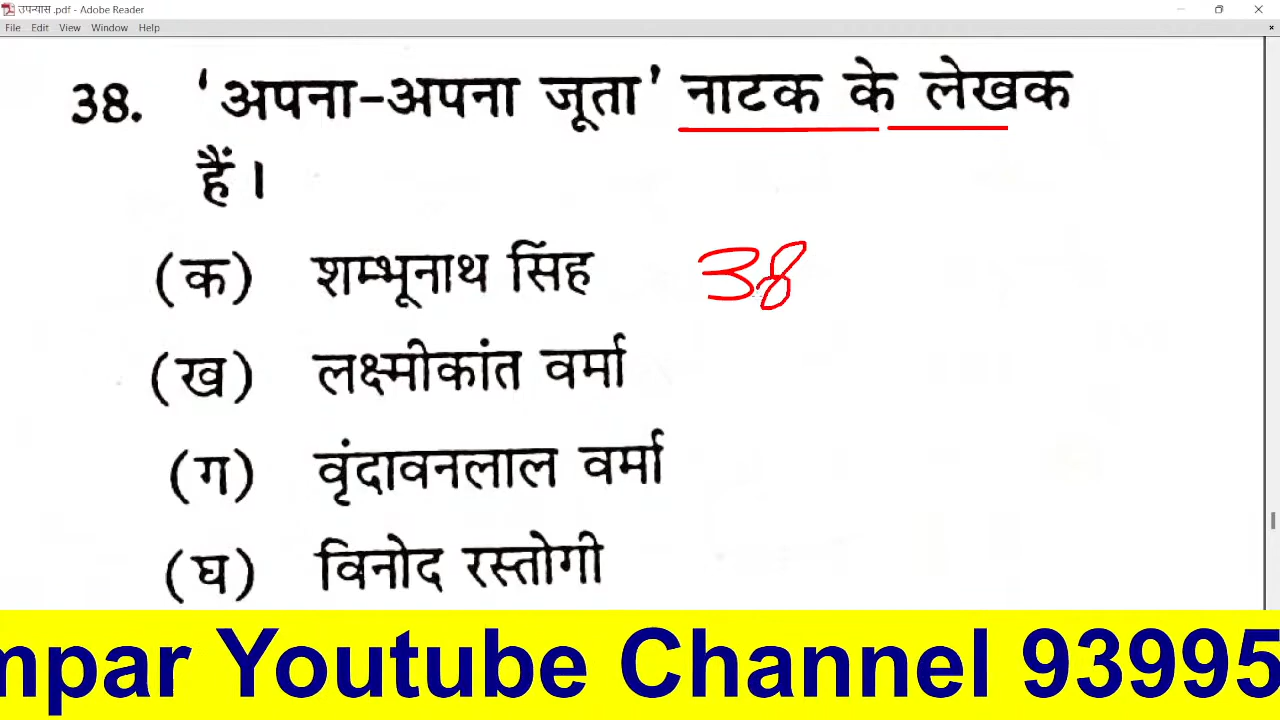 उपन्यास .pdf - Adobe Reader
File Edit View Window Help
38. 'अपना-अपना जूता' नाटक के लेखक
हैं।
(क) शम्भूनाथ सिंह 38
(ख) लक्ष्मीकांत वर्मा
(ग) वृंदावनलाल वर्मा
(घ) विनोद रस्तोगी
mpar Youtube Channel 93995